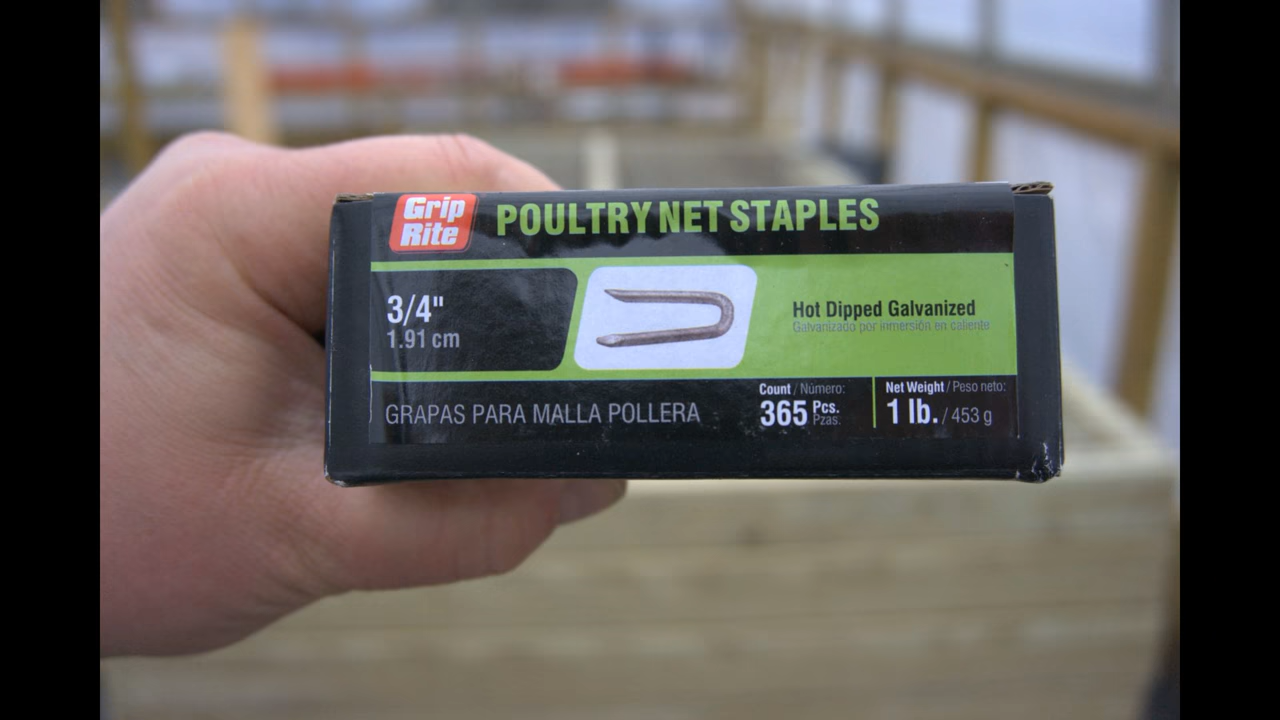 Grip
Rite
POULTRY NET STAPLES
3/4"
1.91 cm
Hot Dipped Galvanized
Galvanizado por inmersión en caliente
GRAPAS PARA MALLA POLLERA
Count / Número:
365 Pcs.
Pzas.
Net Weight / Peso neto:
1 lb. / 453 g